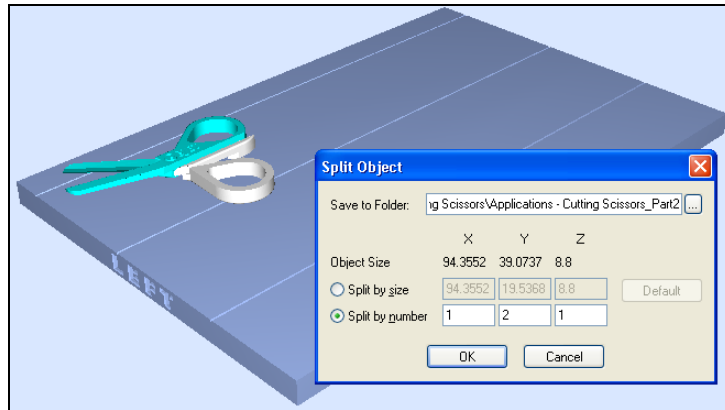 Split Object
Save to Folder: ng Scissors\Applications - Cutting Scissors_Part2 ...
X Y Z
Object Size 94.3552 39.0737 8.8
Split by size 94.3552 19.5368 8.8 Default
Split by number 1 2 1
OK Cancel
LEFT